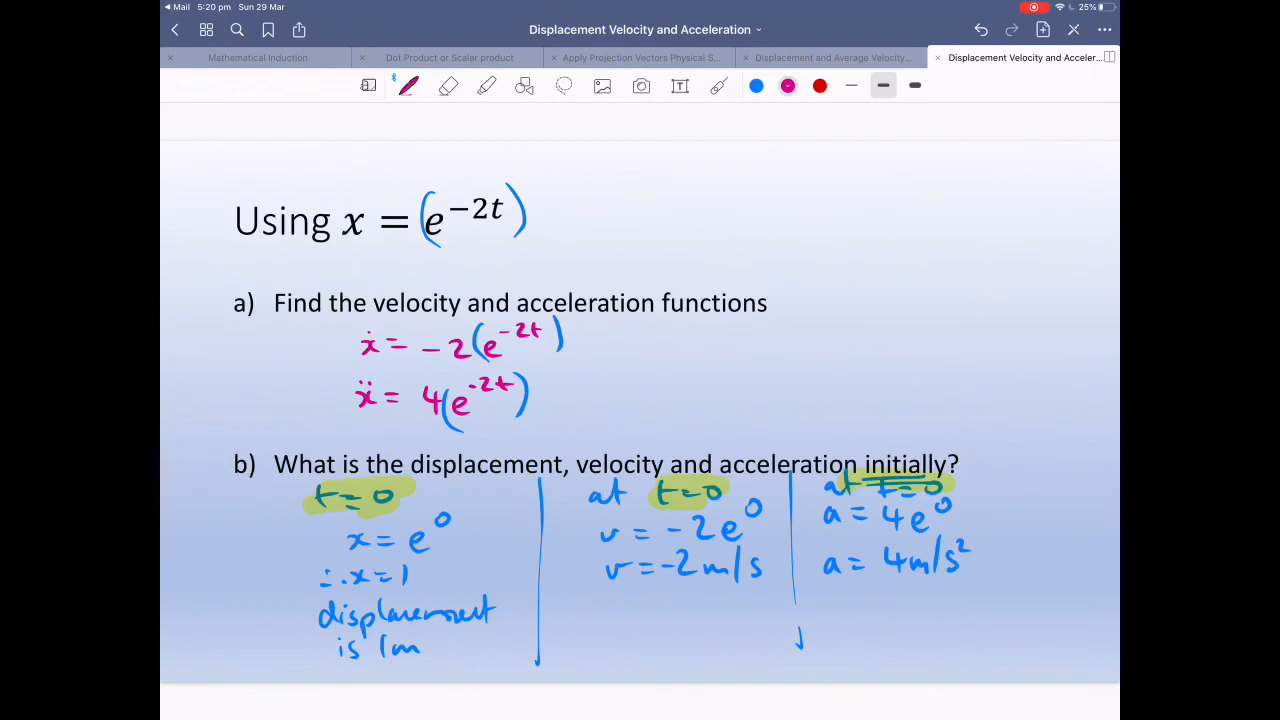 Mail 5:20 pm Sun 29 Mar 25%
Displacement Velocity and Acceleration
Mathematical Induction
Dot Product or Scalar product
Apply Projection Vectors Physical S...
Displacement and Average Velocity...
Displacement Velocity and Acceler...
T
Using x = (e^{-2t})
a) Find the velocity and acceleration functions
ẋ = -2(e^{-2t})
ẍ = 4(e^{-2t})
b) What is the displacement, velocity and acceleration initially?
t = 0
x = e^0
∴ x = 1
displacement
is 1m
at t = 0
v = -2e^0
v = -2m/s
at t = 0
a = 4e^0
a = 4m/s²